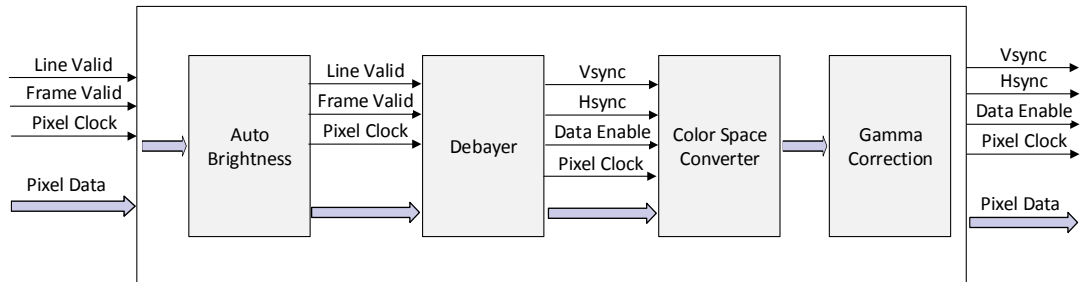 Line Valid
Frame Valid
Pixel Clock
Pixel Data
Auto
Brightness
Line Valid
Frame Valid
Pixel Clock
Debayer
Vsync
Hsync
Data Enable
Pixel Clock
Color Space
Converter
Gamma
Correction
Vsync
Hsync
Data Enable
Pixel Clock
Pixel Data